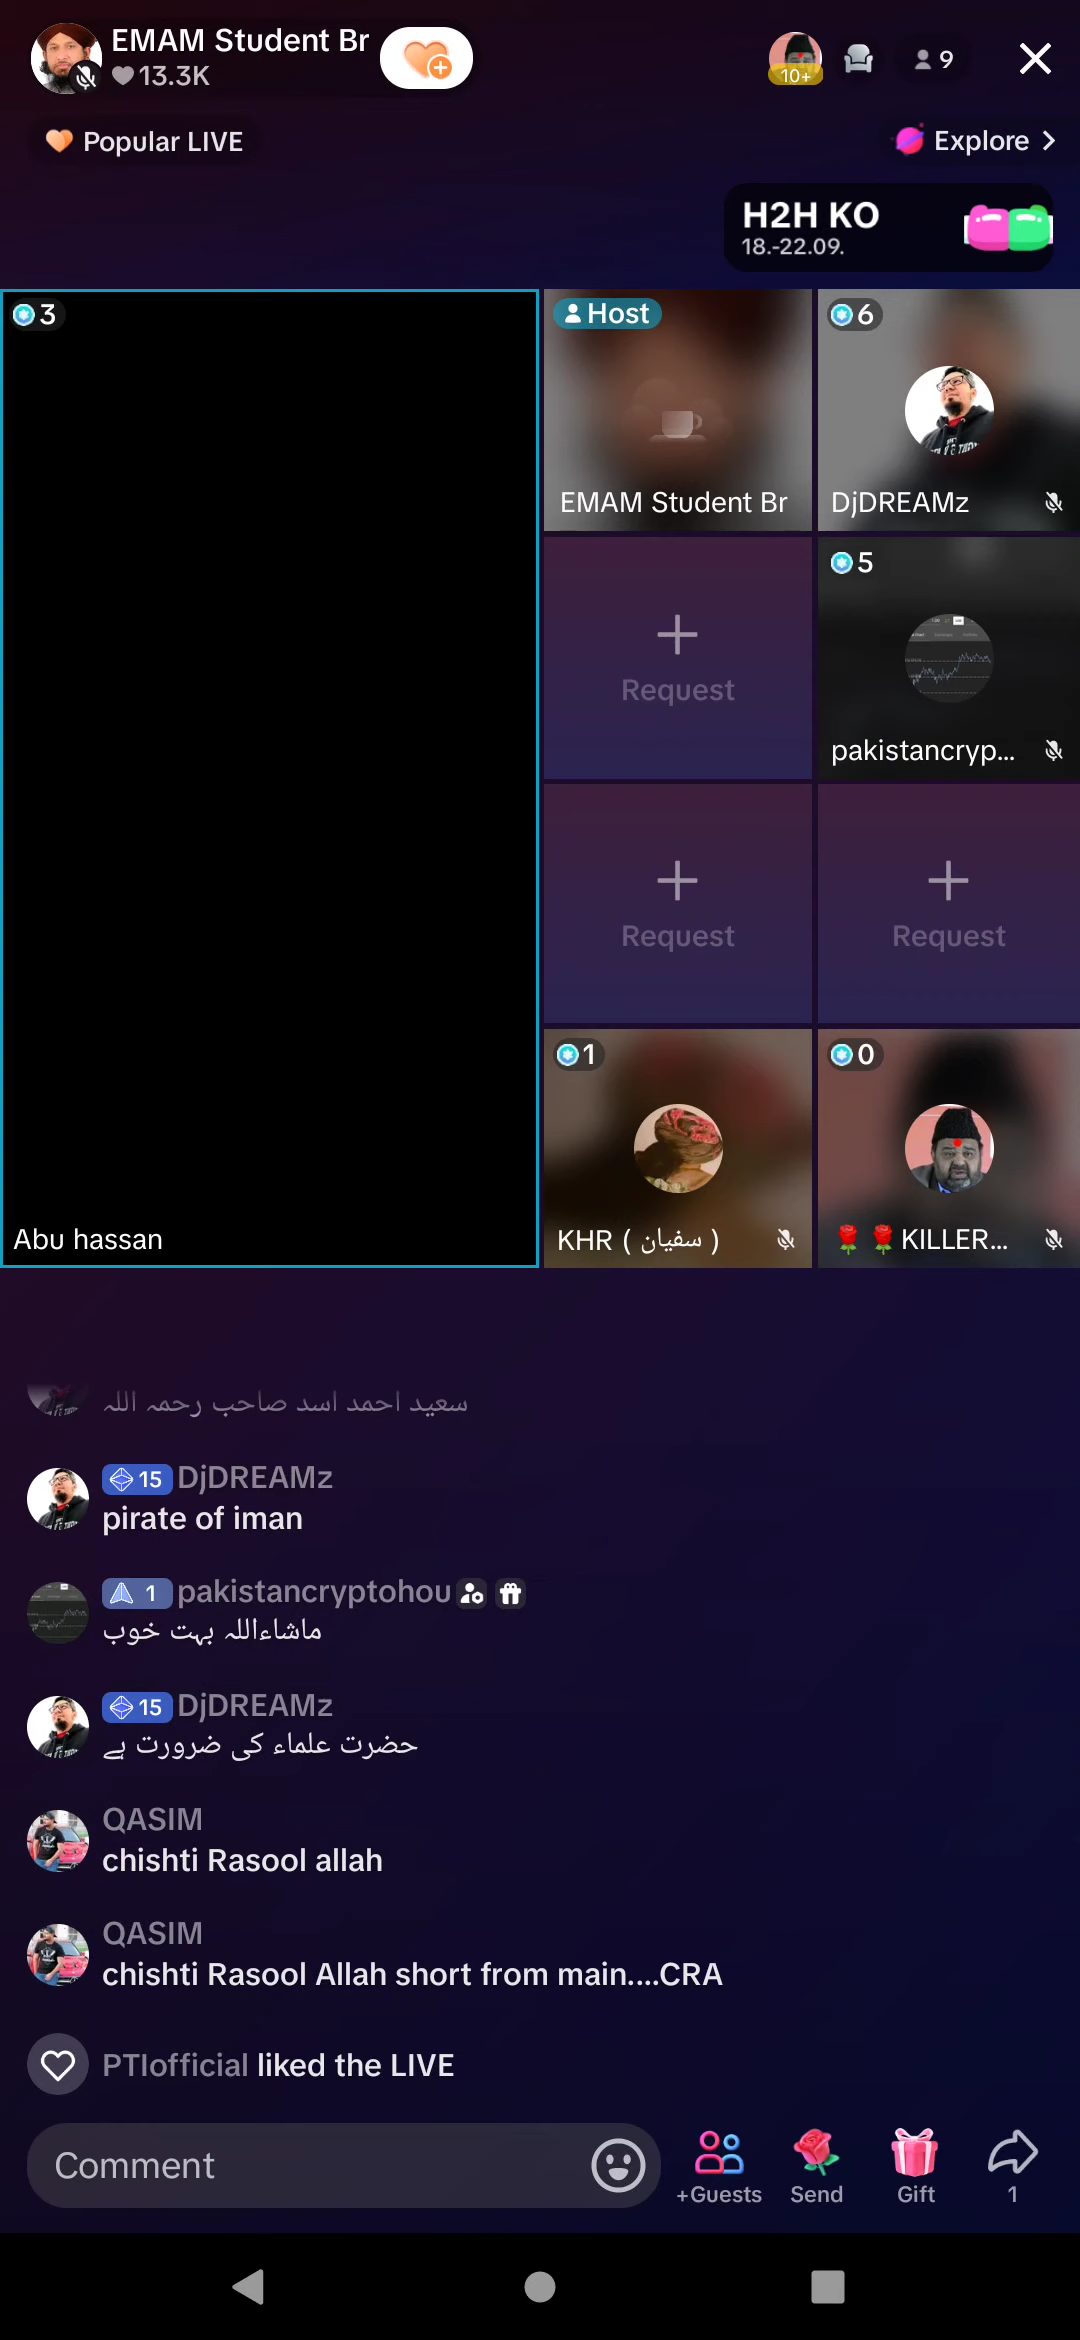 EMAM Student Br
13.3K
10+
9
Popular LIVE
Explore
H2H KO
18.-22.09.
3
Abu hassan
Host
EMAM Student Br
6
DjDREAMz
Request
5
pakistancryp...
Request
Request
1
KHR ( سفیان )
0
🌹🌹KILLER...
سعید احمد اسد صاحب رحمہ اللہ
15 DjDREAMz
pirate of iman
1 pakistancryptohou
ماشاءاللہ بہت خوب
15 DjDREAMz
حضرت علماء کی ضرورت ہے
QASIM
chishti Rasool allah
QASIM
chishti Rasool Allah short from main....CRA
PTIofficial liked the LIVE
Comment
+Guests
Send
Gift
1